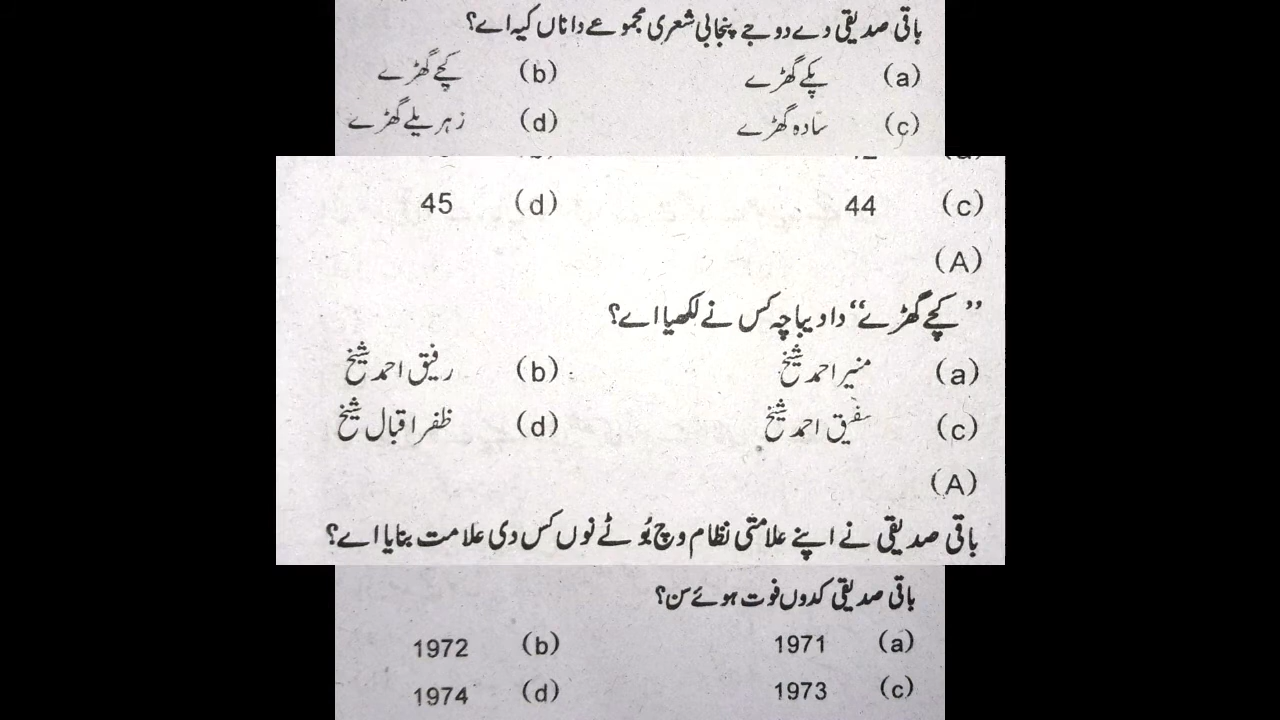 باقی صدیقی دے دوجے پنجابی شعری مجموعے دا ناں کیہ اے؟
(a) پکے گھڑے (b) کچے گھڑے
(c) سادہ گھڑے (d) زہریلے گھڑے
(c) 44 (d) 45
(A)
”کچے گھڑے“ دا دیباچہ کس نے لکھیا اے؟
(a) منیر احمد شیخ (b) رفیق احمد شیخ
(c) سفیق احمد شیخ (d) ظفر اقبال شیخ
(A)
باقی صدیقی نے اپنے علامتی نظام وچ بُوٹے نوں کس دی علامت بنایا اے؟
باقی صدیقی کدوں فوت ہوئے سن؟
(a) 1971 (b) 1972
(c) 1973 (d) 1974